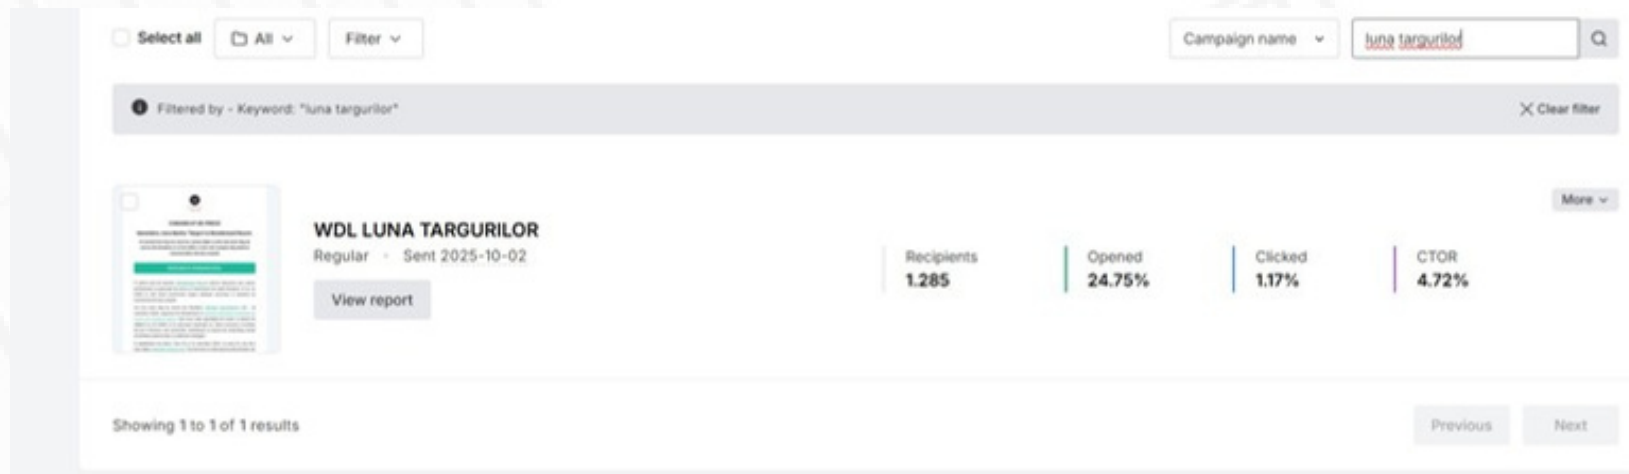 Select all All Filter Campaign name luna targurilor
Filtered by - Keyword: "luna targurilor" Clear filter
More
WDL LUNA TARGURILOR
Regular · Sent 2025-10-02
Recipients Opened Clicked CTOR
1.285 24.75% 1.17% 4.72%
View report
Showing 1 to 1 of 1 results Previous Next